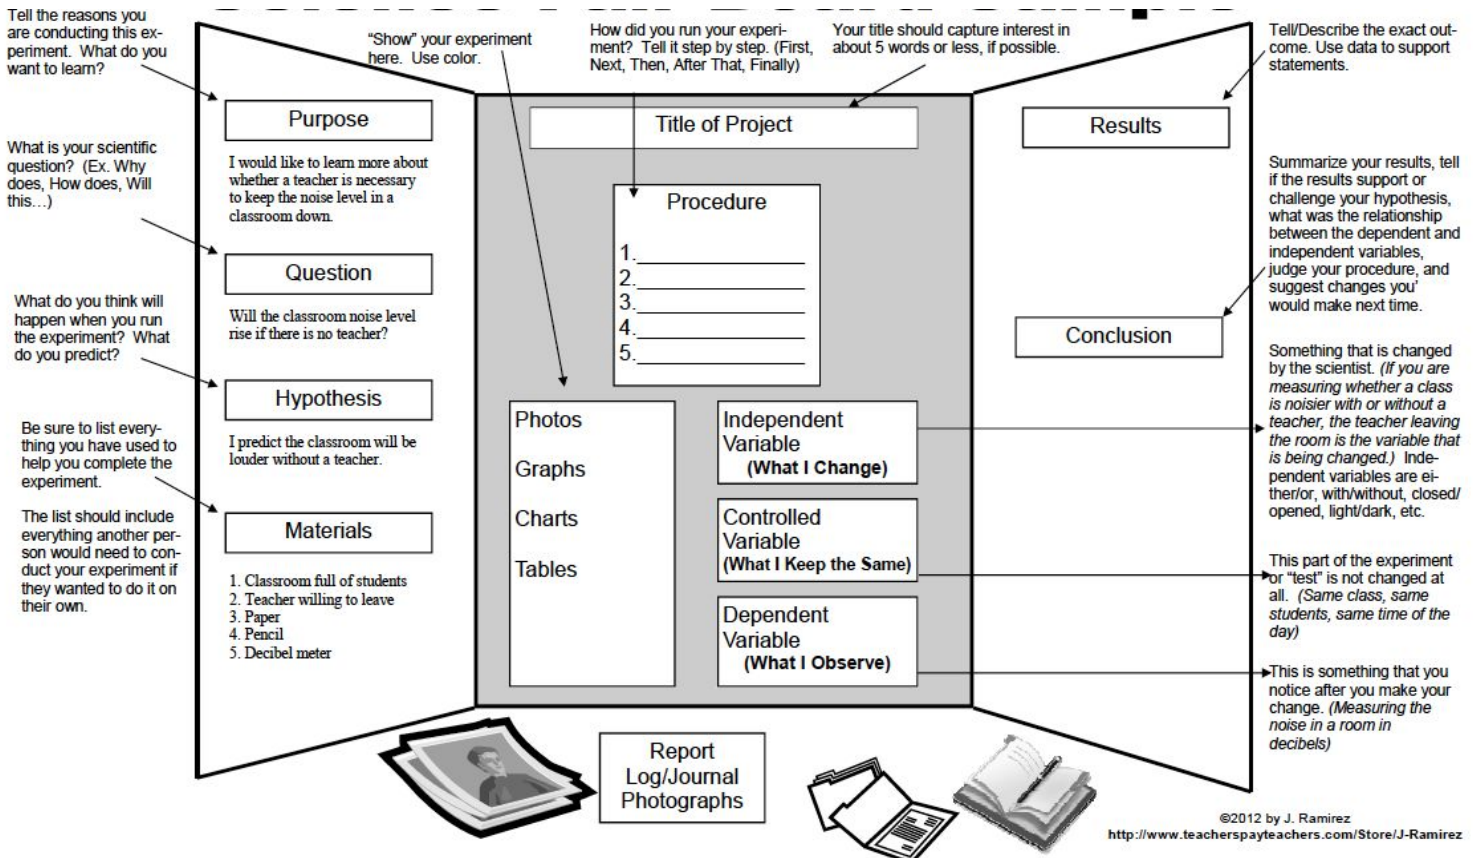 Tell the reasons you
are conducting this ex-
periment.  What do you
want to learn?
What is your scientific
question?  (Ex. Why
does, How does, Will
this…)
What do you think will
happen when you run
the experiment?  What
do you predict?
Be sure to list every-
thing you have used to
help you complete the
experiment.
The list should include
everything another per-
son would need to con-
duct your experiment if
they wanted to do it on
their own.
Purpose
I would like to learn more about
whether a teacher is necessary
to keep the noise level in a
classroom down.
Question
Will the classroom noise level
rise if there is no teacher?
Hypothesis
I predict the classroom will be
louder without a teacher.
Materials
1. Classroom full of students
2. Teacher willing to leave
3. Paper
4. Pencil
5. Decibel meter
“Show” your experiment
here.  Use color.
How did you run your experi-
ment?  Tell it step by step. (First,
Next, Then, After That, Finally)
Your title should capture interest in
about 5 words or less, if possible.
Title of Project
Procedure
1.
2.
3.
4.
5.
Photos
Graphs
Charts
Tables
Independent
Variable
(What I Change)
Controlled
Variable
(What I Keep the Same)
Dependent
Variable
(What I Observe)
Report
Log/Journal
Photographs
Results
Conclusion
Tell/Describe the exact out-
come. Use data to support
statements.
Summarize your results, tell
if the results support or
challenge your hypothesis,
what was the relationship
between the dependent and
independent variables,
judge your procedure, and
suggest changes you’
would make next time.
Something that is changed
by the scientist. (If you are
measuring whether a class
is noisier with or without a
teacher, the teacher leaving
the room is the variable that
is being changed.)  Inde-
pendent variables are ei-
ther/or, with/without, closed/
opened, light/dark, etc.
This part of the experiment
or “test” is not changed at
all.  (Same class, same
students, same time of the
day)
This is something that you
notice after you make your
change. (Measuring the
noise in a room in
decibels)
©2012 by J. Ramirez
http://www.teacherspayteachers.com/Store/J-Ramirez